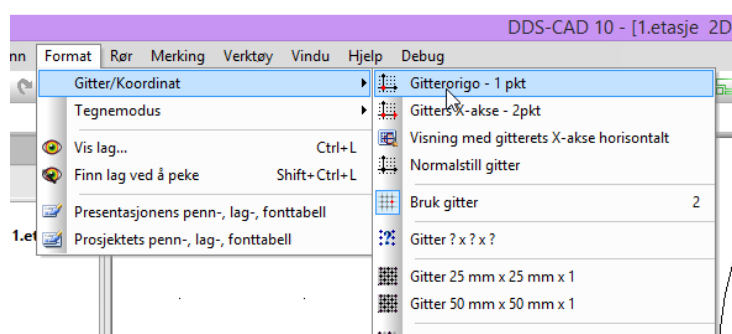 DDS-CAD 10 - [1.etasje 2D
nn Format Rør Merking Verktøy Vindu Hjelp Debug
Gitter/Koordinat
Tegnemodus
Vis lag... Ctrl+L
Finn lag ved å peke Shift+Ctrl+L
Presentasjonens penn-, lag-, fonttabell
Prosjektets penn-, lag-, fonttabell
1.et
Gitterorigo - 1 pkt
Gitters X-akse - 2pkt
Visning med gitterets X-akse horisontalt
Normalstill gitter
Bruk gitter 2
Gitter ? x ? x ?
Gitter 25 mm x 25 mm x 1
Gitter 50 mm x 50 mm x 1